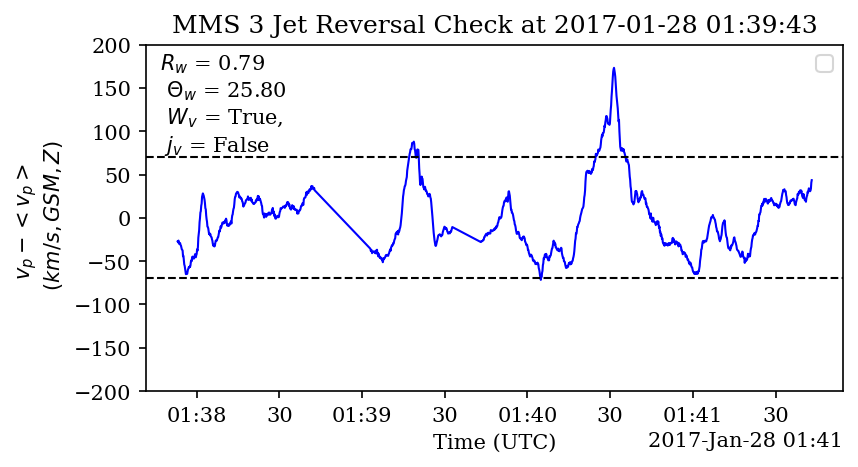 MMS 3 Jet Reversal Check at 2017-01-28 01:39:43
200
150
100
50
0
−50
−100
−150
−200
v_p − < v_p >
(km/s, GSM, Z)
R_w = 0.79
Θ_w = 25.80
W_v = True,
j_v = False
01:38
30
01:39
30
01:40
30
01:41
30
Time (UTC)
2017-Jan-28 01:41